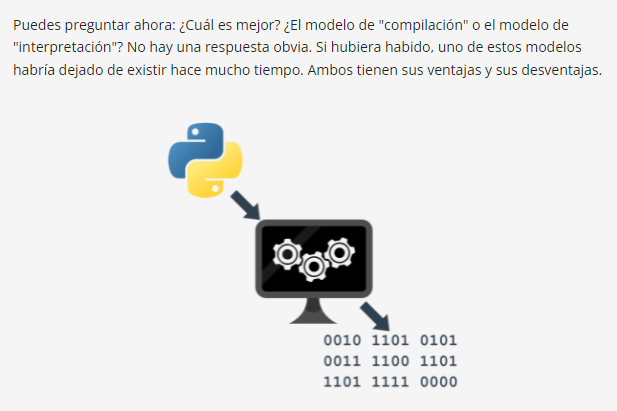 Puedes preguntar ahora: ¿Cuál es mejor? ¿El modelo de "compilación" o el modelo de
"interpretación"? No hay una respuesta obvia. Si hubiera habido, uno de estos modelos
habría dejado de existir hace mucho tiempo. Ambos tienen sus ventajas y sus desventajas.
0010 1101 0101
0011 1100 1101
1101 1111 0000